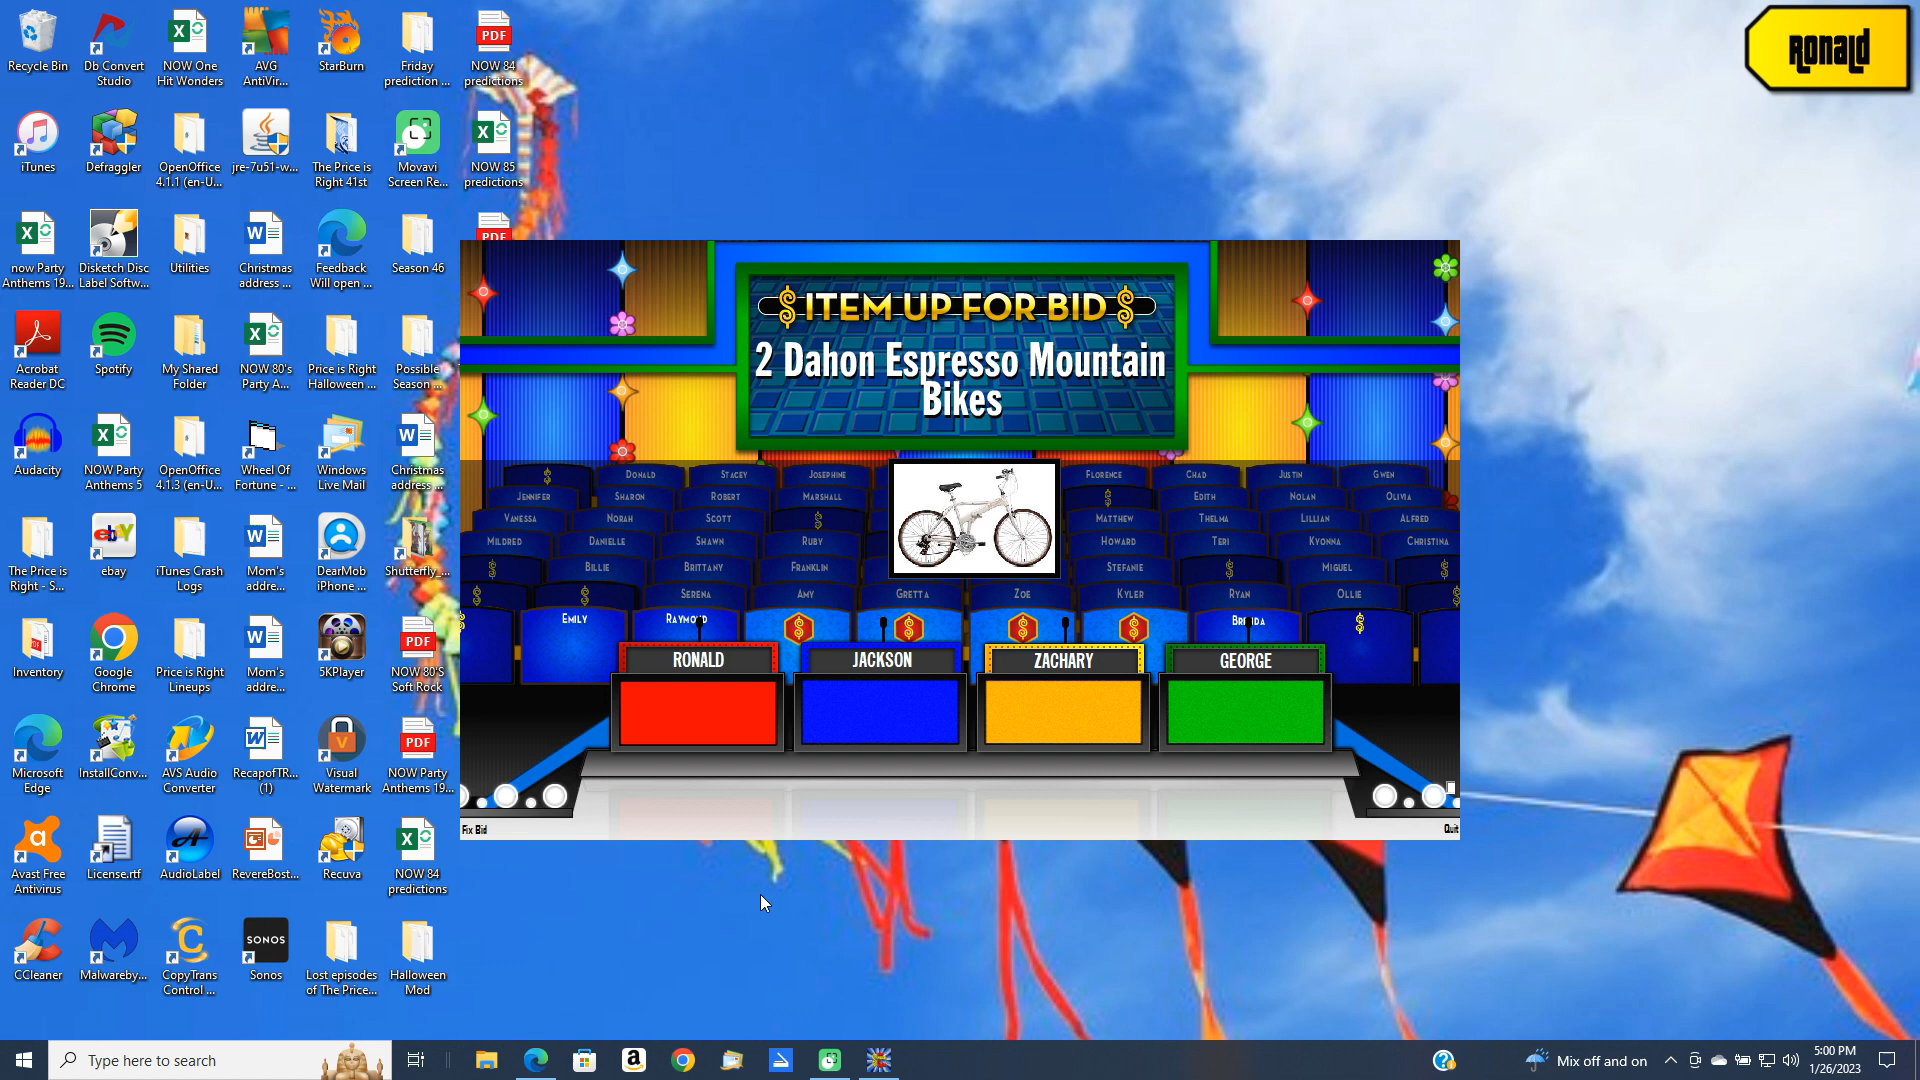 Recycle Bin
Db Convert
Studio
NOW One
Hit Wonders
AVG
AntiVir...
StarBurn
Friday
prediction ...
PDF
NOW 84
predictions
iTunes
Defraggler
OpenOffice
4.1.1 (en-U...
jre-7u51-w...
The Price is
Right 41st
Movavi
Screen Re...
NOW 85
predictions
now Party
Anthems 19...
Disketch Disc
Label Softw...
Utilities
Christmas
address ...
Feedback
Will open ...
Season 46
PDF
Acrobat
Reader DC
Spotify
My Shared
Folder
NOW 80's
Party A...
Price is Right
Halloween ...
Possible
Season ...
Audacity
NOW Party
Anthems 5
OpenOffice
4.1.3 (en-U...
Wheel Of
Fortune - ...
Windows
Live Mail
Christmas
address ...
The Price is
Right - S...
ebay
ebay
iTunes Crash
Logs
Mom's
addre...
DearMob
iPhone ...
Shutterfly_...
Inventory
Google
Chrome
Price is Right
Lineups
Mom's
addre...
5KPlayer
PDF
NOW 80'S
Soft Rock
Microsoft
Edge
InstallConv...
AVS Audio
Converter
RecapofTR...
(1)
Visual
Watermark
PDF
NOW Party
Anthems 19...
Avast Free
Antivirus
License.rtf
AudioLabel
RevereBost...
Recuva
NOW 84
predictions
CCleaner
Malwareby...
CopyTrans
Control ...
SONOS
Sonos
Lost episodes
of The Price...
Halloween
Mod
Ronald
$ ITEM UP FOR BID $
2 Dahon Espresso Mountain
Bikes
DONALD STACEY JOSEPHINE FLORENCE CHAD JUSTIN GWEN
JENNIFER SHARON ROBERT MARSHALL EDITH NOLAN OLIVIA
VANESSA NORAH SCOTT MATTHEW THELMA LILLIAN ALFRED
MILDRED DANIELLE SHAWN RUBY HOWARD TERI KYONNA CHRISTINA
BILLIE BRITTANY FRANKLIN STEFANIE MIGUEL
SERENA AMY GRETTA ZOE KYLER RYAN OLLIE
EMILY RAYMOND BRENDA
RONALD JACKSON ZACHARY GEORGE
Fix Bid
Quit
Type here to search
Mix off and on
5:00 PM
1/26/2023